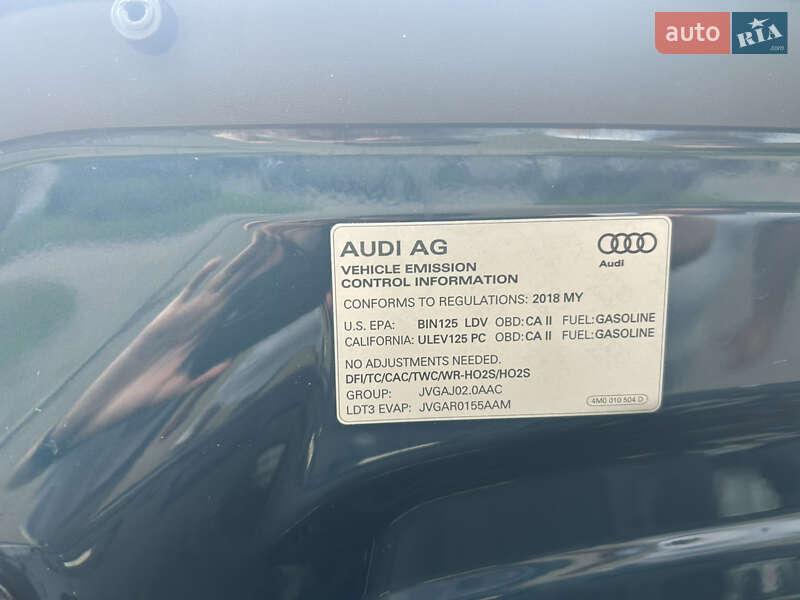 auto RIA .com
AUDI AG
Audi
VEHICLE EMISSION
CONTROL INFORMATION
CONFORMS TO REGULATIONS: 2018 MY
U.S. EPA: BIN125 LDV OBD: CA II FUEL: GASOLINE
CALIFORNIA: ULEV125 PC OBD: CA II FUEL: GASOLINE
NO ADJUSTMENTS NEEDED.
DFI/TC/CAC/TWC/WR-HO2S/HO2S
GROUP: JVGAJ02.0AAC
LDT3 EVAP: JVGAR0155AAM
4M0 010 504 D